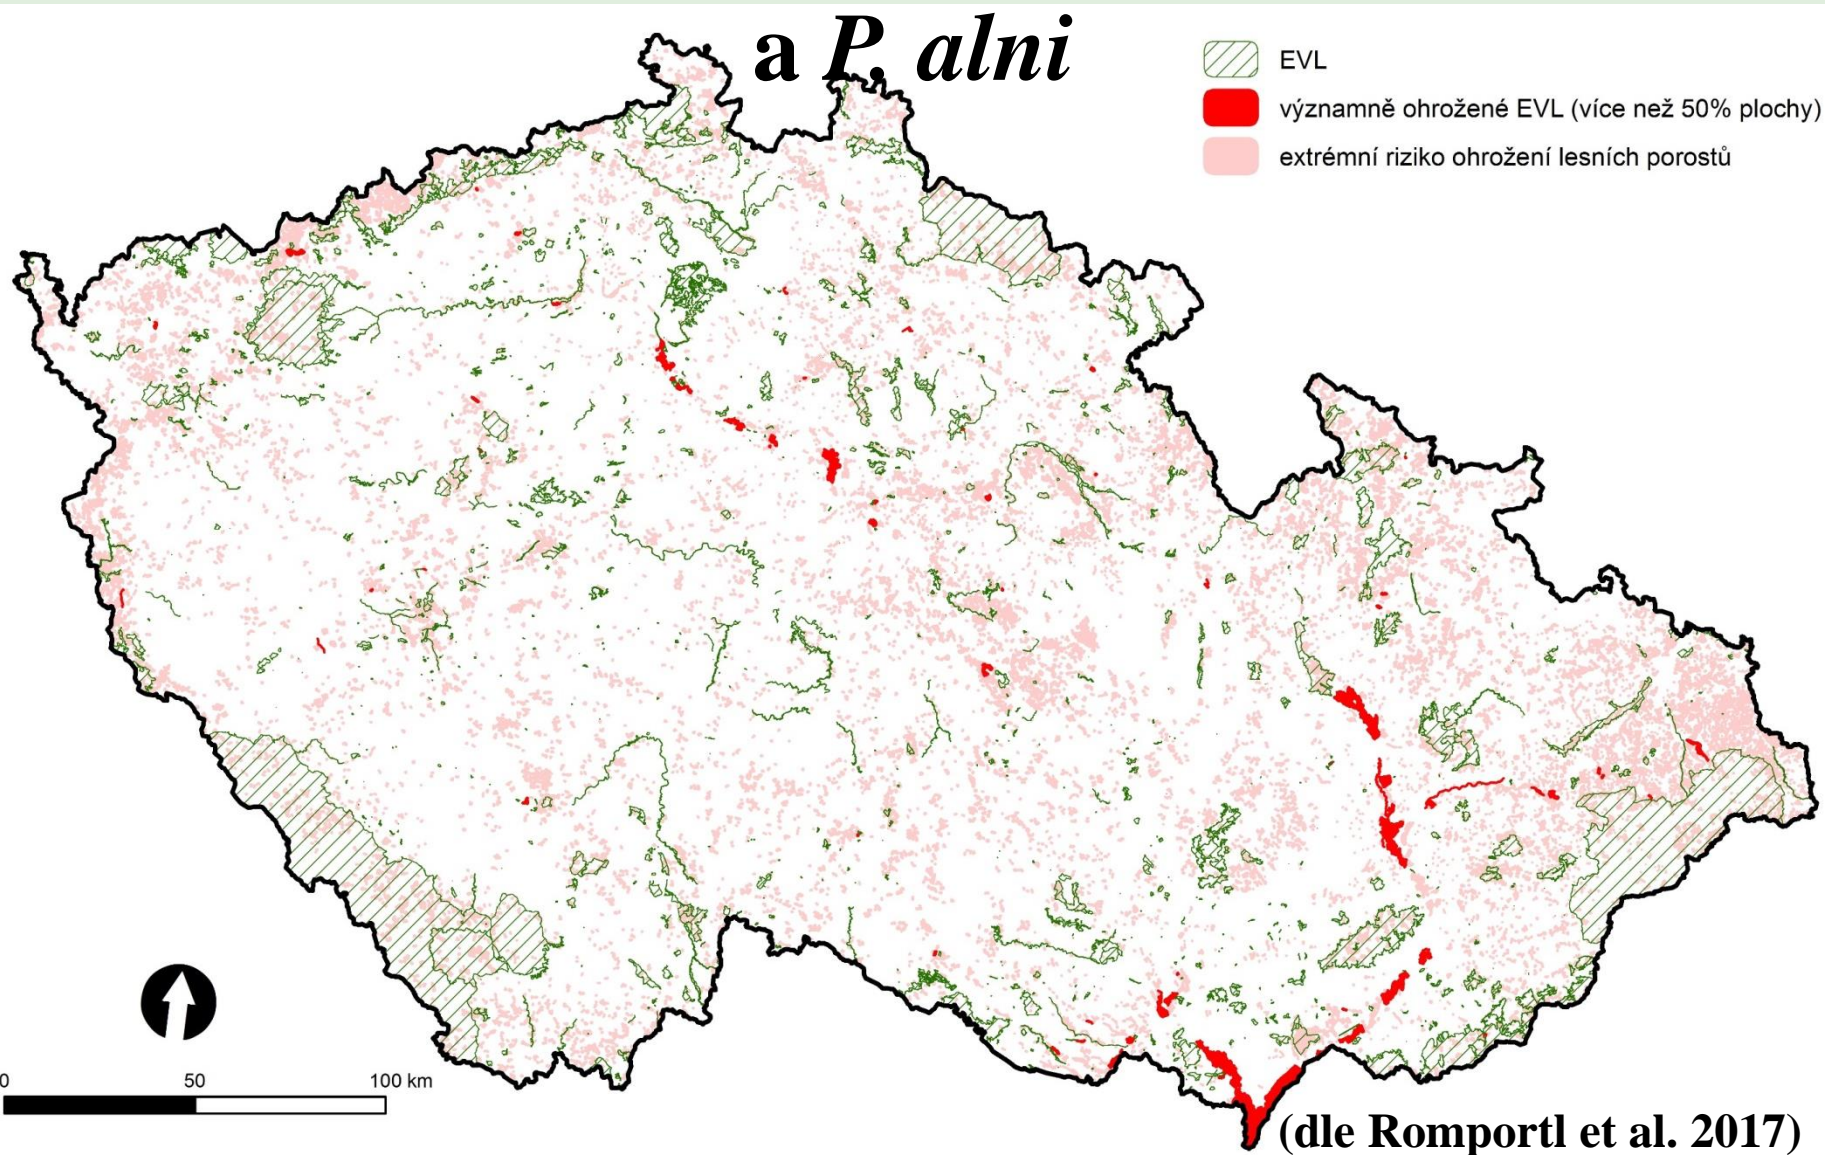 a P. alni
EVL
významně ohrožené EVL (více než 50% plochy)
extrémní riziko ohrožení lesních porostů
0 50 100 km
(dle Romportl et al. 2017)